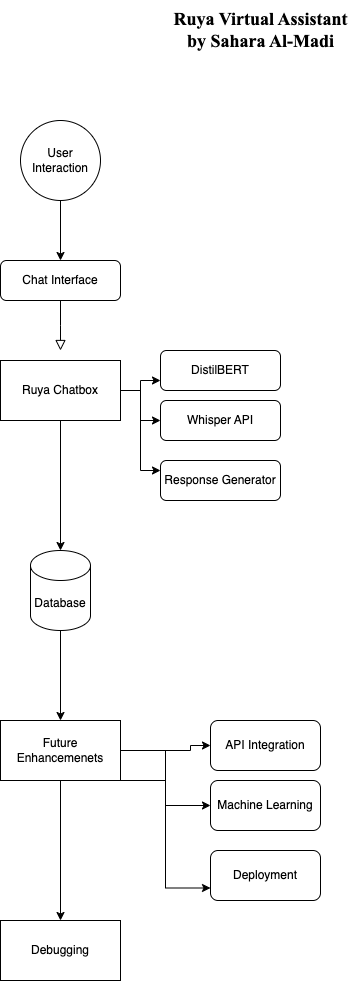 Ruya Virtual Assistant
by Sahara Al-Madi
User
Interaction
Chat Interface
Ruya Chatbox
DistilBERT
Whisper API
Response Generator
Database
Future
Enhancemenets
API Integration
Machine Learning
Deployment
Debugging